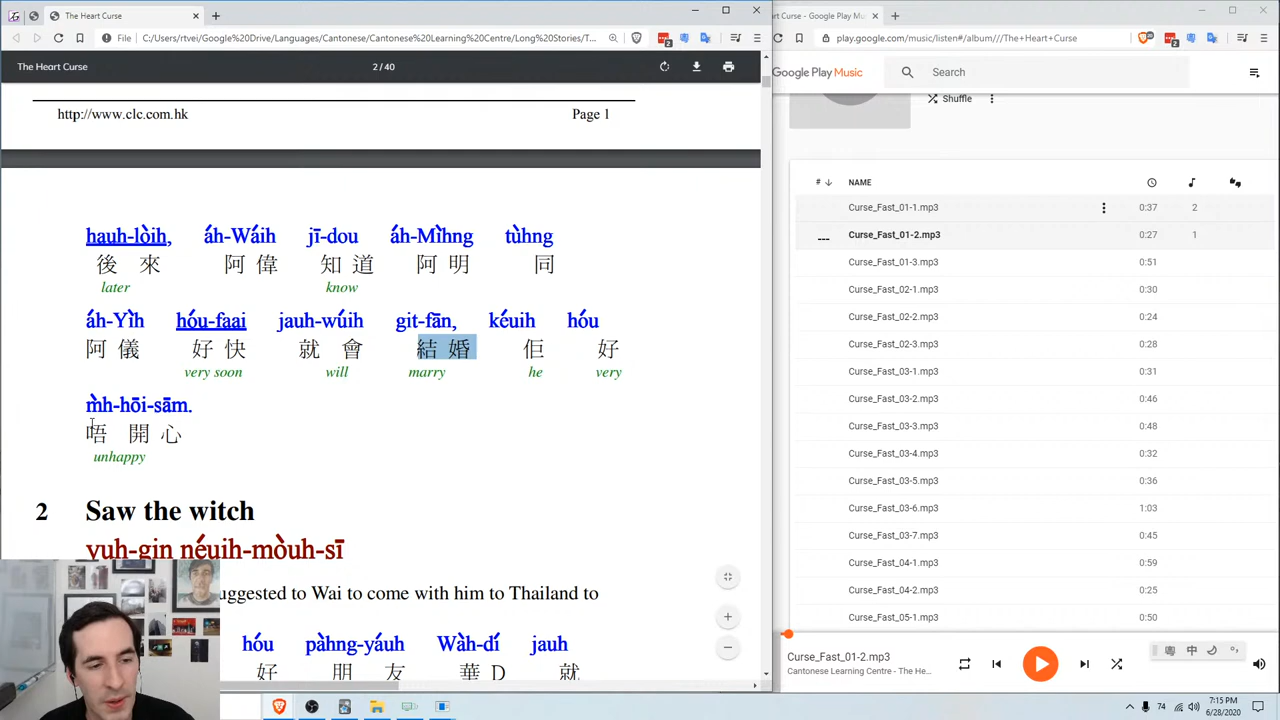 The Heart Curse
Curse - Google Play Music
File
C:/Users/rtvei/Google%20Drive/Languages/Cantonese/Cantonese%20Learning%20Centre/Long%20Stories/T...
play.google.com/music/listen#/album///The+Heart+Curse
The Heart Curse
2 / 40
Google Play Music
Search
http://www.clc.com.hk
Page 1
Shuffle
hauh-lòih, áh-Wáih jī-dou áh-Mìhng tùhng
後來 阿偉 知道 阿明 同
later know
áh-Yìh hóu-faai jauh-wúih git-fān, kéuih hóu
阿儀 好快 就會 結婚 佢 好
very soon will marry he very
m̀h-hōi-sām.
唔開心
unhappy
2 Saw the witch
yuh-gin néuih-mòuh-sī
uggested to Wai to come with him to Thailand to
hóu pàhng-yáuh Wàh-dí jauh
好 朋友 華D 就
# NAME
Curse_Fast_01-1.mp3 0:37 2
Curse_Fast_01-2.mp3 0:27 1
Curse_Fast_01-3.mp3 0:51
Curse_Fast_02-1.mp3 0:30
Curse_Fast_02-2.mp3 0:24
Curse_Fast_02-3.mp3 0:44
Curse_Fast_03-1.mp3 0:31
Curse_Fast_03-2.mp3 0:46
Curse_Fast_03-3.mp3 0:48
Curse_Fast_03-4.mp3 0:32
Curse_Fast_03-5.mp3 0:36
Curse_Fast_03-6.mp3 1:03
Curse_Fast_03-7.mp3 0:45
Curse_Fast_04-1.mp3 0:59
Curse_Fast_04-2.mp3 0:25
Curse_Fast_05-1.mp3 0:50
Curse_Fast_01-2.mp3
Cantonese Learning Centre - The He...
粵 中
74
7:15 PM
6/28/2020